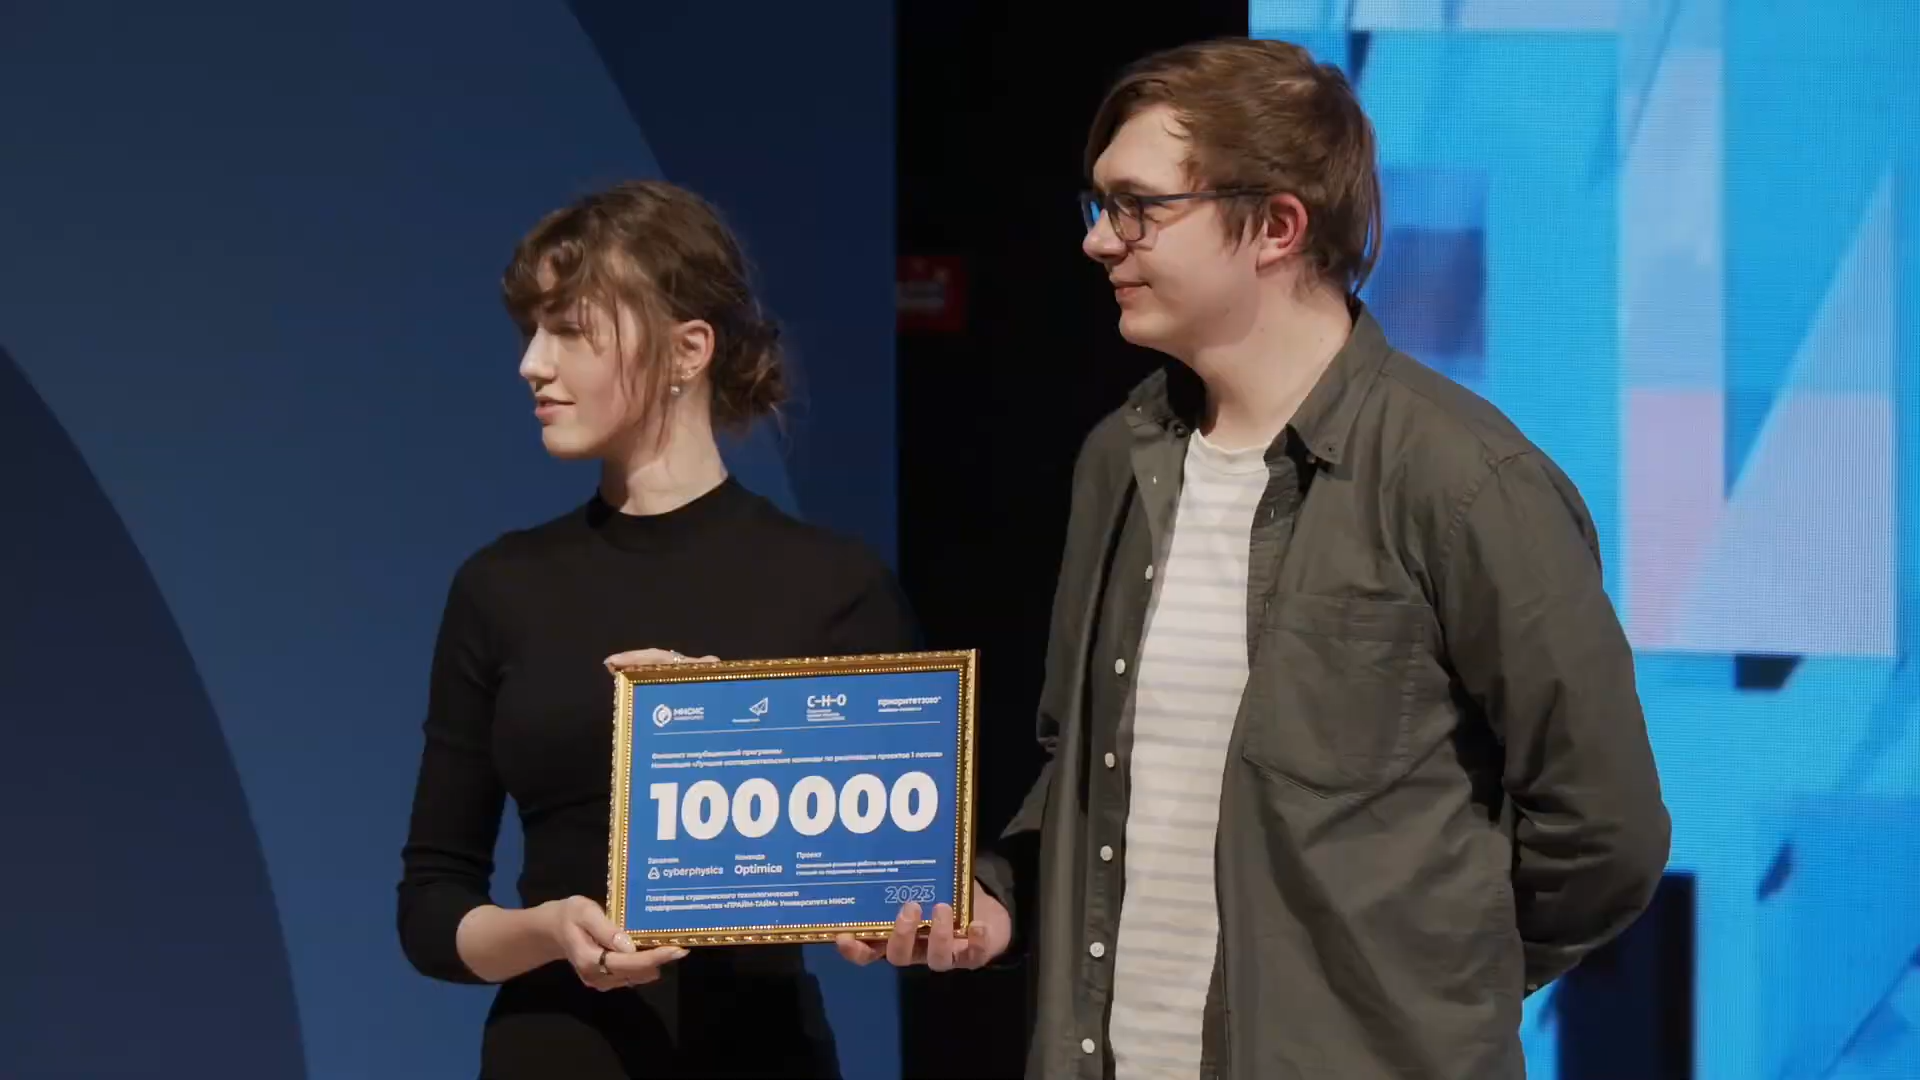 МИСИС
УНИВЕРСИТЕТ
С–Н–О
приоритет2030
Финалист инкубационной программы
Номинация «Лучшие исследовательские команды по реализации проектов 1 потока»
100 000
Заказчик
cyberphysics
Команда
Optimice
Проект
Платформа студенческого технологического
предпринимательства «ПРАЙМ-ТАЙМ» Университета МИСИС
2023